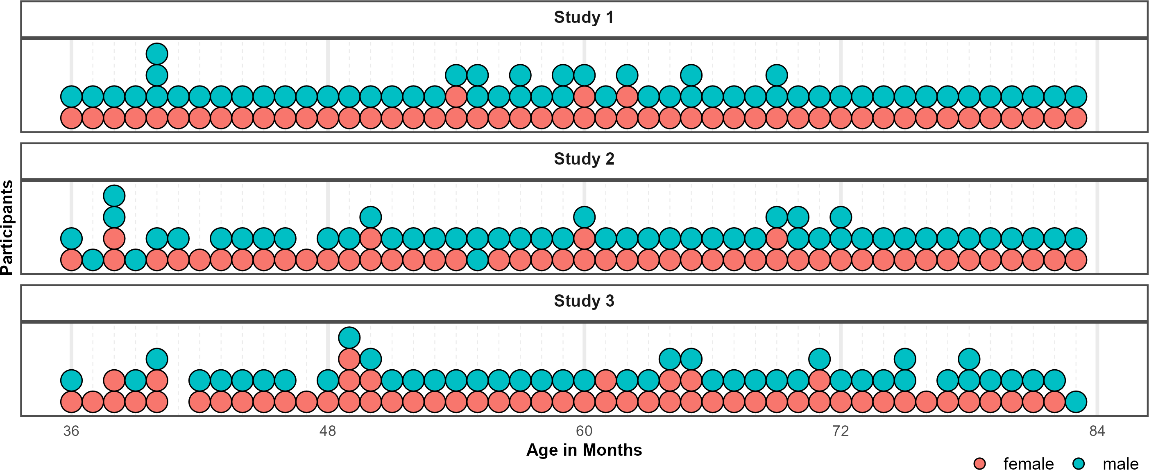 Study 1
Study 2
Study 3
Participants
36 48 60 72 84
Age in Months
female male